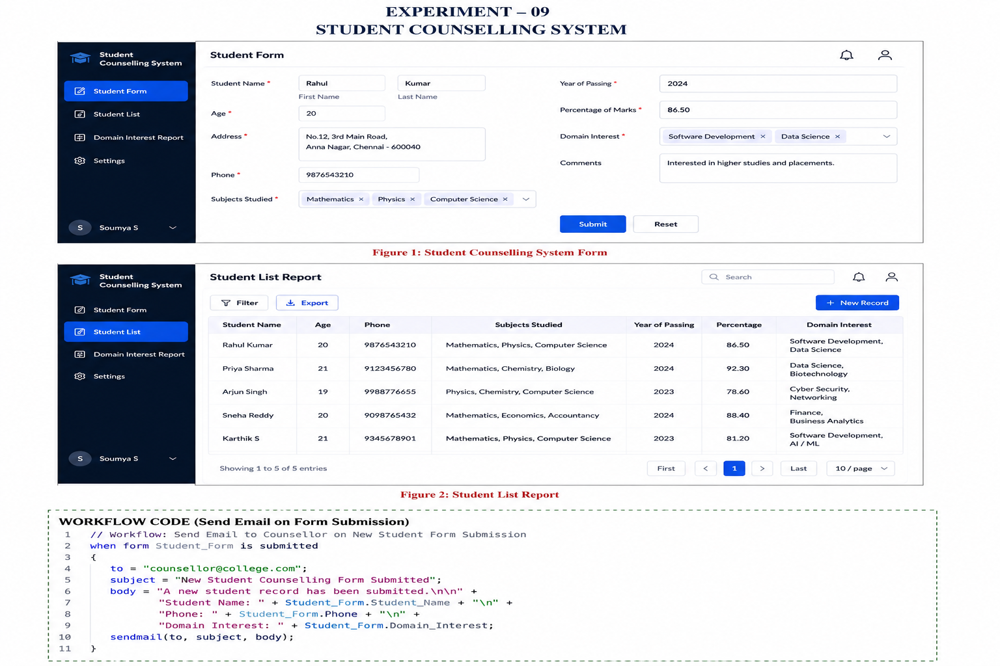 EXPERIMENT – 09
STUDENT COUNSELLING SYSTEM
Student
Counselling System
Student Form
Student List
Domain Interest Report
Settings
S Soumya S
Student Form
Student Name * Rahul Kumar
First Name Last Name
Age * 20
Address * No.12, 3rd Main Road,
Anna Nagar, Chennai - 600040
Phone * 9876543210
Subjects Studied * Mathematics × Physics × Computer Science ×
Year of Passing * 2024
Percentage of Marks * 86.50
Domain Interest * Software Development × Data Science ×
Comments Interested in higher studies and placements.
Submit Reset
Figure 1: Student Counselling System Form
Student
Counselling System
Student Form
Student List
Domain Interest Report
Settings
S Soumya S
Student List Report
Search
Filter Export + New Record
Student Name Age Phone Subjects Studied Year of Passing Percentage Domain Interest
Rahul Kumar 20 9876543210 Mathematics, Physics, Computer Science 2024 86.50 Software Development,
Data Science
Priya Sharma 21 9123456780 Mathematics, Chemistry, Biology 2024 92.30 Data Science,
Biotechnology
Arjun Singh 19 9988776655 Physics, Chemistry, Computer Science 2023 78.60 Cyber Security,
Networking
Sneha Reddy 20 9098765432 Mathematics, Economics, Accountancy 2024 88.40 Finance,
Business Analytics
Karthik S 21 9345678901 Mathematics, Physics, Computer Science 2023 81.20 Software Development,
AI / ML
Showing 1 to 5 of 5 entries First < 1 > Last 10 / page
Figure 2: Student List Report
WORKFLOW CODE (Send Email on Form Submission)
1 // Workflow: Send Email to Counsellor on New Student Form Submission
2 when form Student_Form is submitted
3 {
4 to = "counsellor@college.com";
5 subject = "New Student Counselling Form Submitted";
6 body = "A new student record has been submitted.\n\n" +
7 "Student Name: " + Student_Form.Student_Name + "\n" +
8 "Phone: " + Student_Form.Phone + "\n" +
9 "Domain Interest: " + Student_Form.Domain_Interest;
10 sendmail(to, subject, body);
11 }